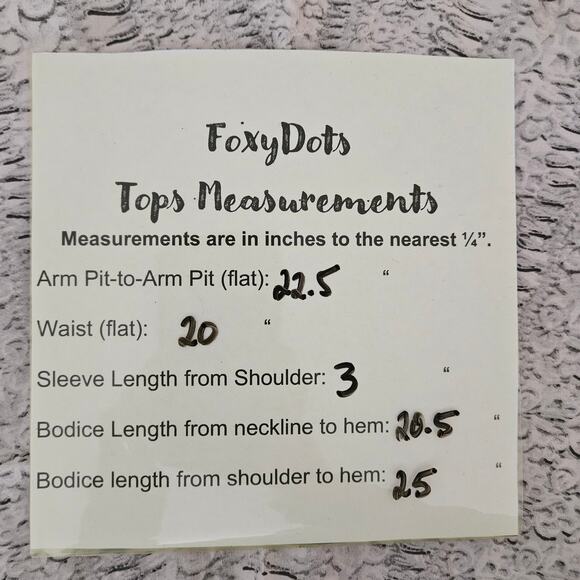 FoxyDots
Tops Measurements
Measurements are in inches to the nearest ¼”.
Arm Pit-to-Arm Pit (flat): 22.5 “
Waist (flat): 20 “
Sleeve Length from Shoulder: 3 “
Bodice Length from neckline to hem: 20.5 “
Bodice length from shoulder to hem: 25 “